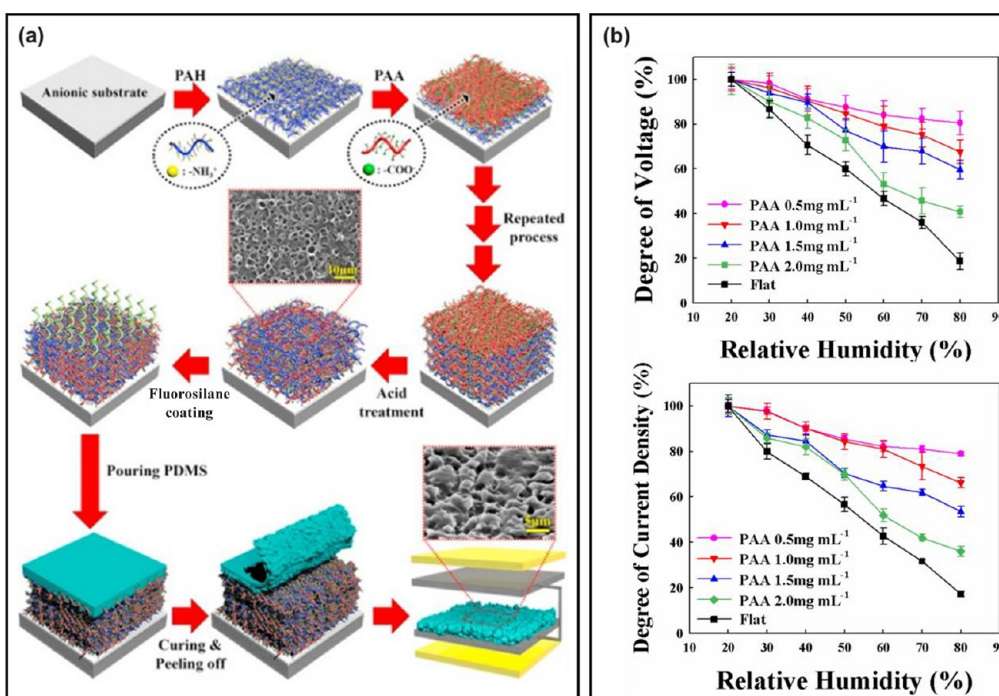 (a)
Anionic substrate
PAH
PAA
: -NH₃⁺
: -COO⁻
Repeated
process
10μm
Fluorosilane
coating
Acid
treatment
Pouring PDMS
5μm
Curing &
Peeling off
(b)
Degree of Voltage (%)
100
80
60
40
20
0
PAA 0.5mg mL⁻¹
PAA 1.0mg mL⁻¹
PAA 1.5mg mL⁻¹
PAA 2.0mg mL⁻¹
Flat
10 20 30 40 50 60 70 80 9
Relative Humidity (%)
Degree of Current Density (%)
100
80
60
40
20
0
PAA 0.5mg mL⁻¹
PAA 1.0mg mL⁻¹
PAA 1.5mg mL⁻¹
PAA 2.0mg mL⁻¹
Flat
10 20 30 40 50 60 70 80 9
Relative Humidity (%)